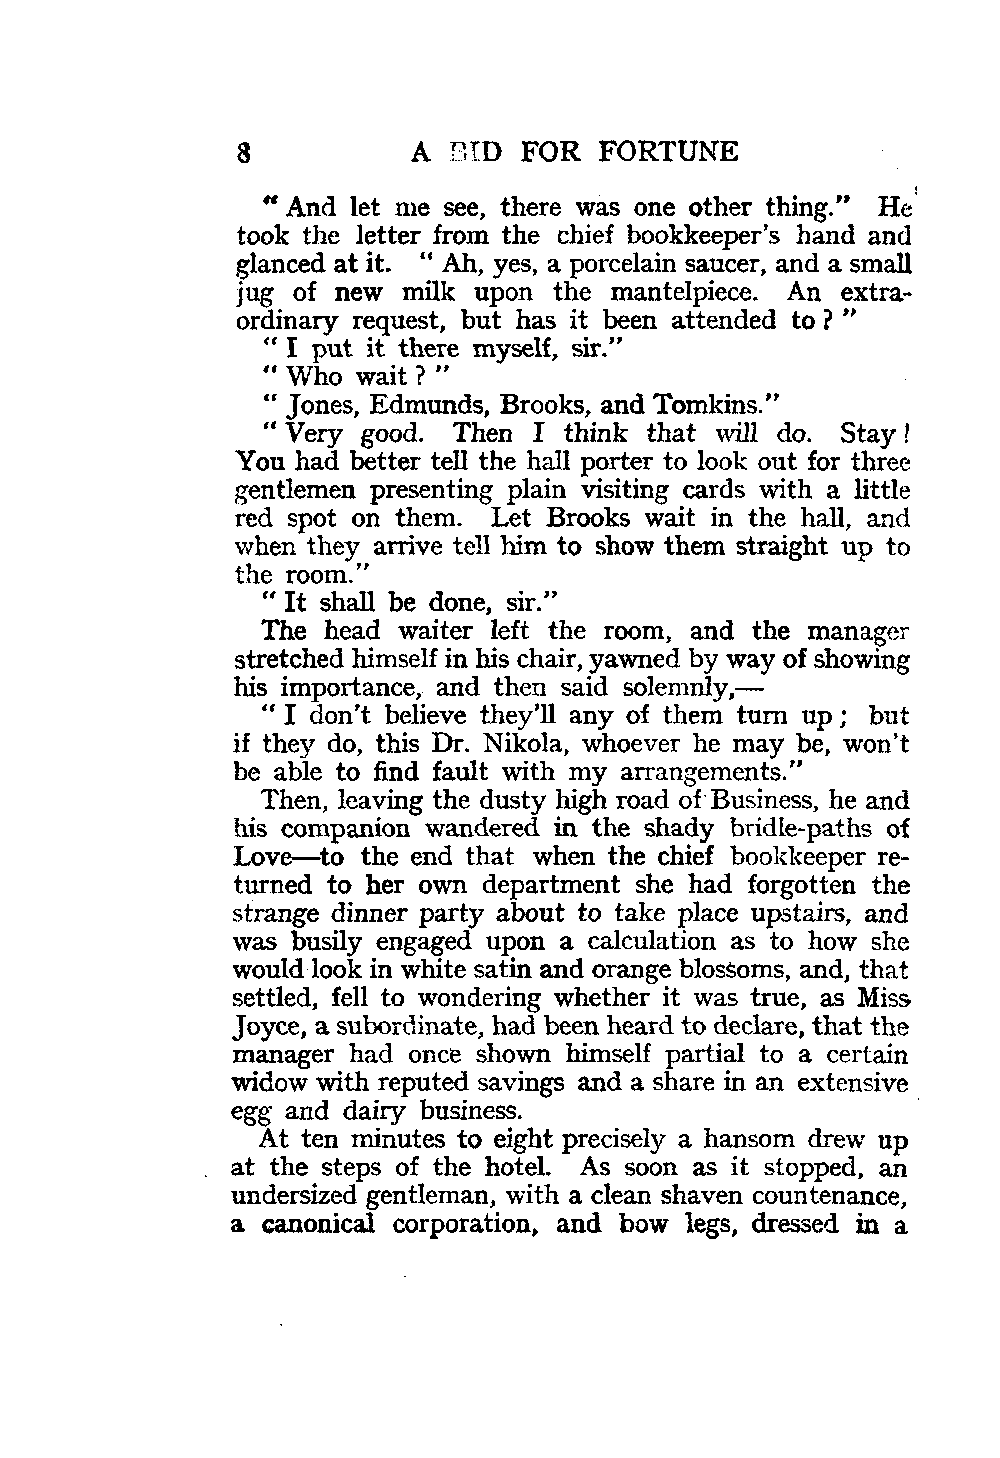 8 A BID FOR FORTUNE
“ And let me see, there was one other thing.” He
took the letter from the chief bookkeeper's hand and
glanced at it. “ Ah, yes, a porcelain saucer, and a small
jug of new milk upon the mantelpiece. An extra-
ordinary request, but has it been attended to ? ”
“ I put it there myself, sir.”
“ Who wait ? ”
“ Jones, Edmunds, Brooks, and Tomkins.”
“ Very good. Then I think that will do. Stay !
You had better tell the hall porter to look out for three
gentlemen presenting plain visiting cards with a little
red spot on them. Let Brooks wait in the hall, and
when they arrive tell him to show them straight up to
the room.”
“ It shall be done, sir.”
The head waiter left the room, and the manager
stretched himself in his chair, yawned by way of showing
his importance, and then said solemnly,—
“ I don't believe they'll any of them turn up ; but
if they do, this Dr. Nikola, whoever he may be, won't
be able to find fault with my arrangements.”
Then, leaving the dusty high road of Business, he and
his companion wandered in the shady bridle-paths of
Love—to the end that when the chief bookkeeper re-
turned to her own department she had forgotten the
strange dinner party about to take place upstairs, and
was busily engaged upon a calculation as to how she
would look in white satin and orange blossoms, and, that
settled, fell to wondering whether it was true, as Miss
Joyce, a subordinate, had been heard to declare, that the
manager had once shown himself partial to a certain
widow with reputed savings and a share in an extensive
egg and dairy business.
At ten minutes to eight precisely a hansom drew up
at the steps of the hotel. As soon as it stopped, an
undersized gentleman, with a clean shaven countenance,
a canonical corporation, and bow legs, dressed in a